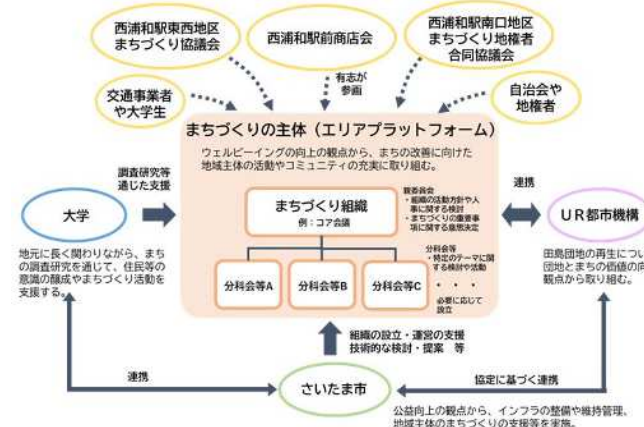 西浦和駅東西地区
まちづくり協議会
西浦和駅前商店会
西浦和駅南口地区
まちづくり地権者
合同協議会
交通事業者
や大学生
有志が
参画
自治会や
地権者
まちづくりの主体（エリアプラットフォーム）
ウェルビーイングの向上の観点から、まちの改善に向けた
地域主体の活動やコミュニティの充実に取り組む。
調査研究等
通じた支援
大学
地元に長く関わりながら、まち
の調査研究を通じて、住民等の
意識の醸成やまちづくり活動を
支援する。
まちづくり組織
例：コア会議
親委員会
・組織の活動方針や人
事に関する検討
・まちづくりの重要事
項に関する意思決定
分科会等
・特定のテーマに関
する検討や活動
分科会等A
分科会等B
分科会等C
・・・
必要に応じて
設立
連携
UR都市機構
田島団地の再生につい
団地とまちの価値の向
観点から取り組む。
組織の設立・運営の支援
技術的な検討・提案 等
連携
さいたま市
協定に基づく連携
公益向上の観点から、インフラの整備や維持管理、
地域主体のまちづくりの支援等を実施。